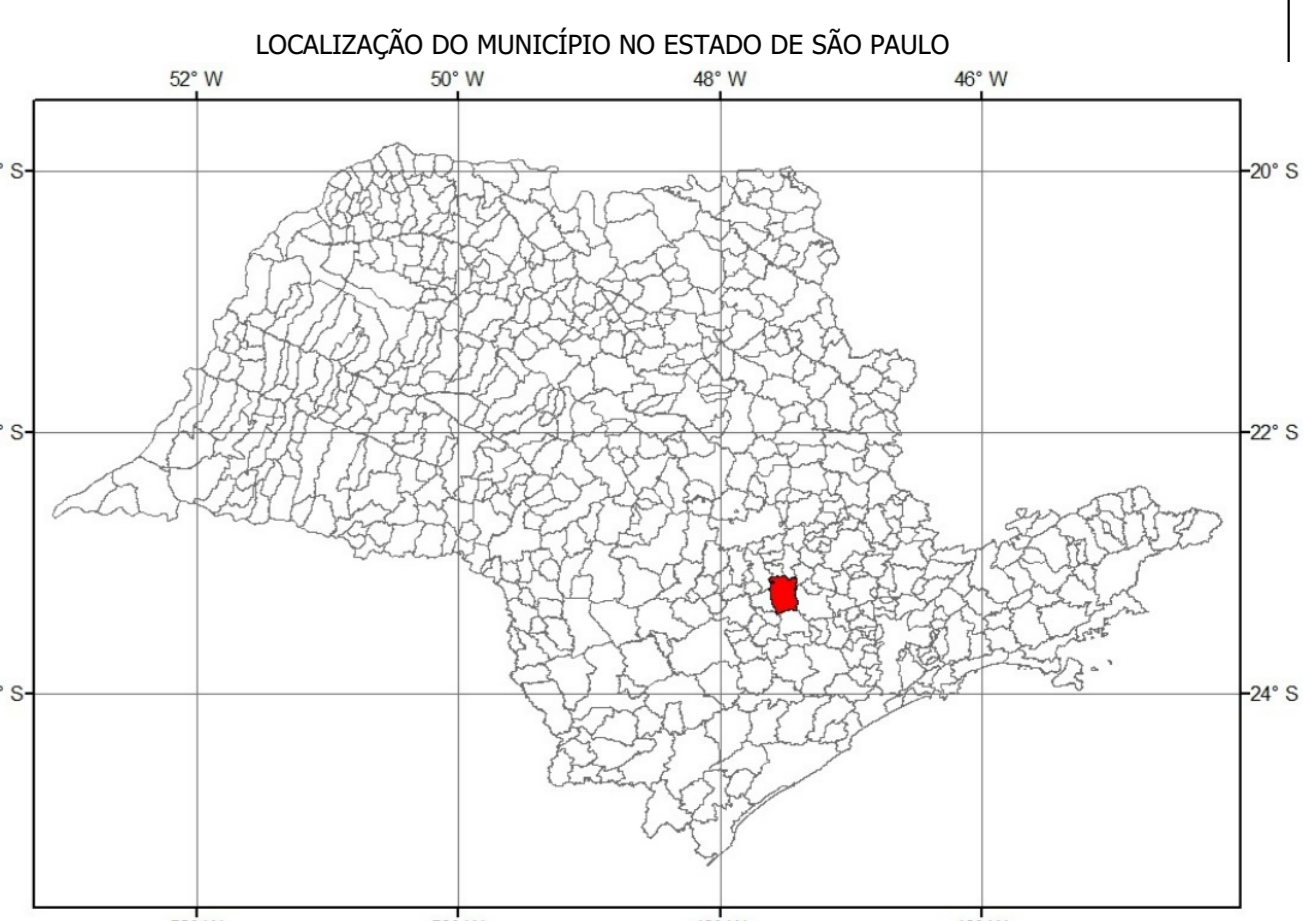 LOCALIZAÇÃO DO MUNICÍPIO NO ESTADO DE SÃO PAULO
52° W 50° W 48° W 46° W
° S 20° S
° S 22° S
° S 24° S